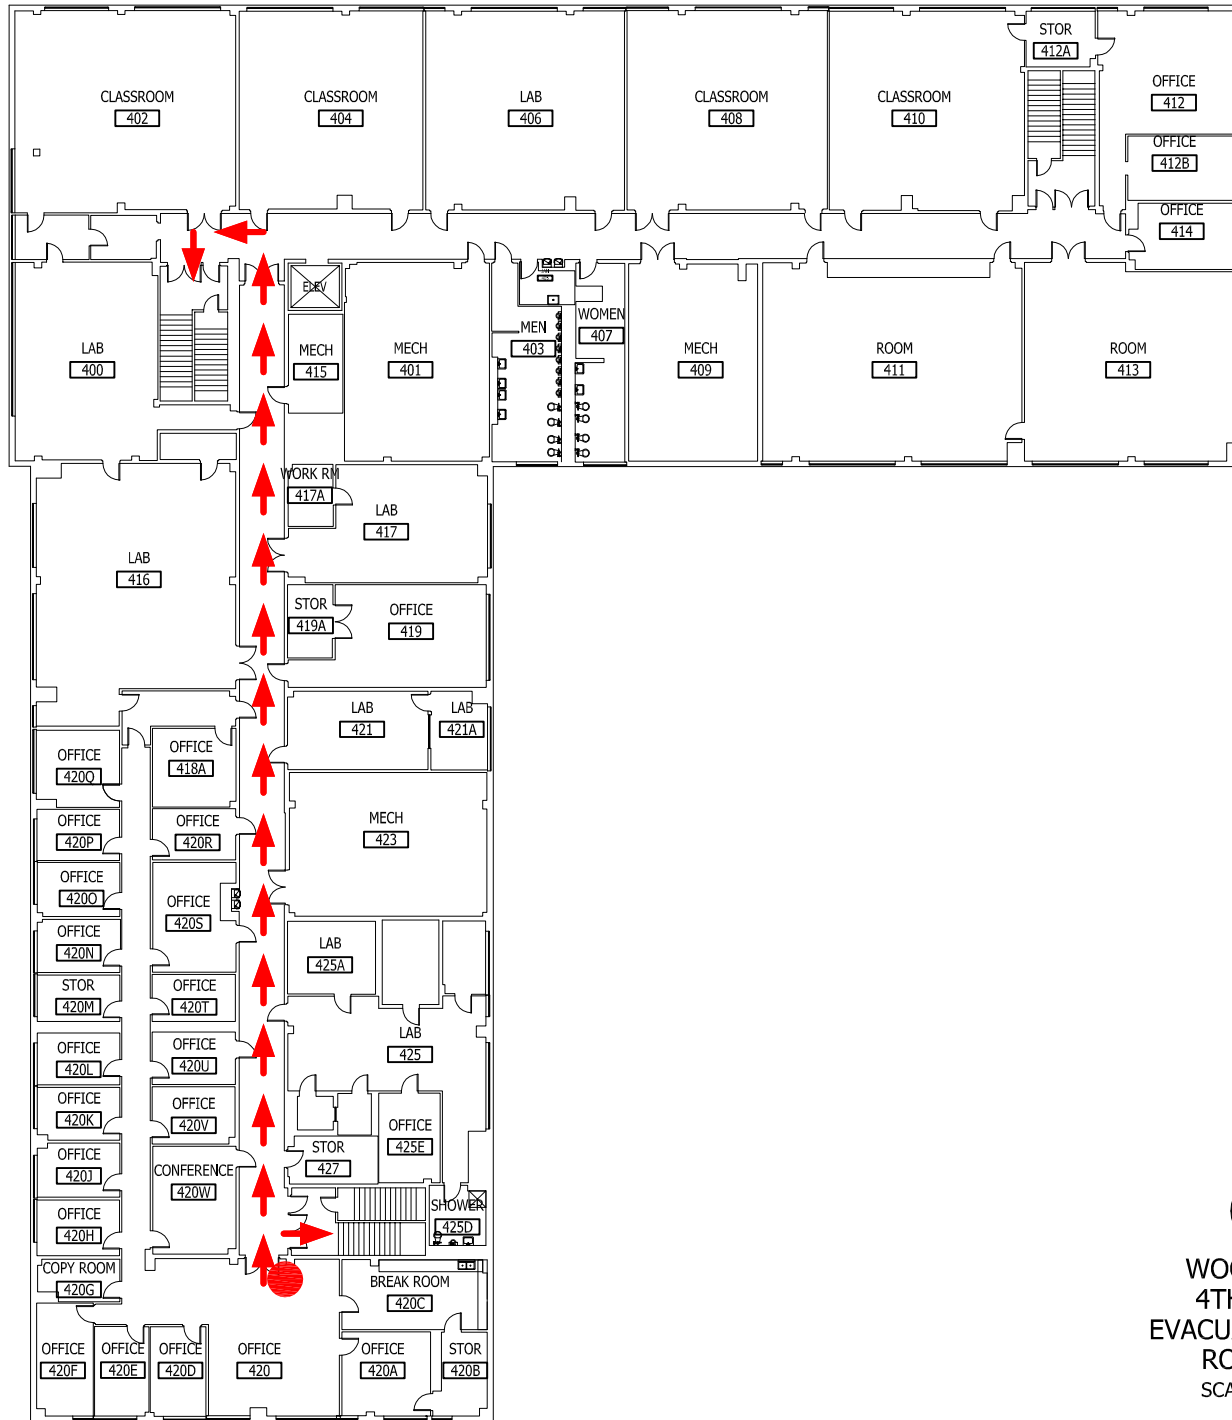 STOR
412A
CLASSROOM
402
CLASSROOM
404
LAB
406
CLASSROOM
408
CLASSROOM
410
OFFICE
412
OFFICE
412B
OFFICE
414
ELEV
MEN
403
WOMEN
407
LAB
400
MECH
415
MECH
401
MECH
409
ROOM
411
ROOM
413
WORK RM
417A
LAB
417
LAB
416
STOR
419A
OFFICE
419
LAB
421
LAB
421A
OFFICE
420Q
OFFICE
418A
OFFICE
420P
OFFICE
420R
MECH
423
OFFICE
420O
OFFICE
420S
OFFICE
420N
LAB
425A
STOR
420M
OFFICE
420T
LAB
425
OFFICE
420L
OFFICE
420U
OFFICE
420K
OFFICE
420V
OFFICE
425E
OFFICE
420J
CONFERENCE
420W
STOR
427
OFFICE
420H
SHOWER
425D
COPY ROOM
420G
BREAK ROOM
420C
OFFICE
420F
OFFICE
420E
OFFICE
420D
OFFICE
420
OFFICE
420A
STOR
420B
WOO
4TH
EVACU
RO
SCA